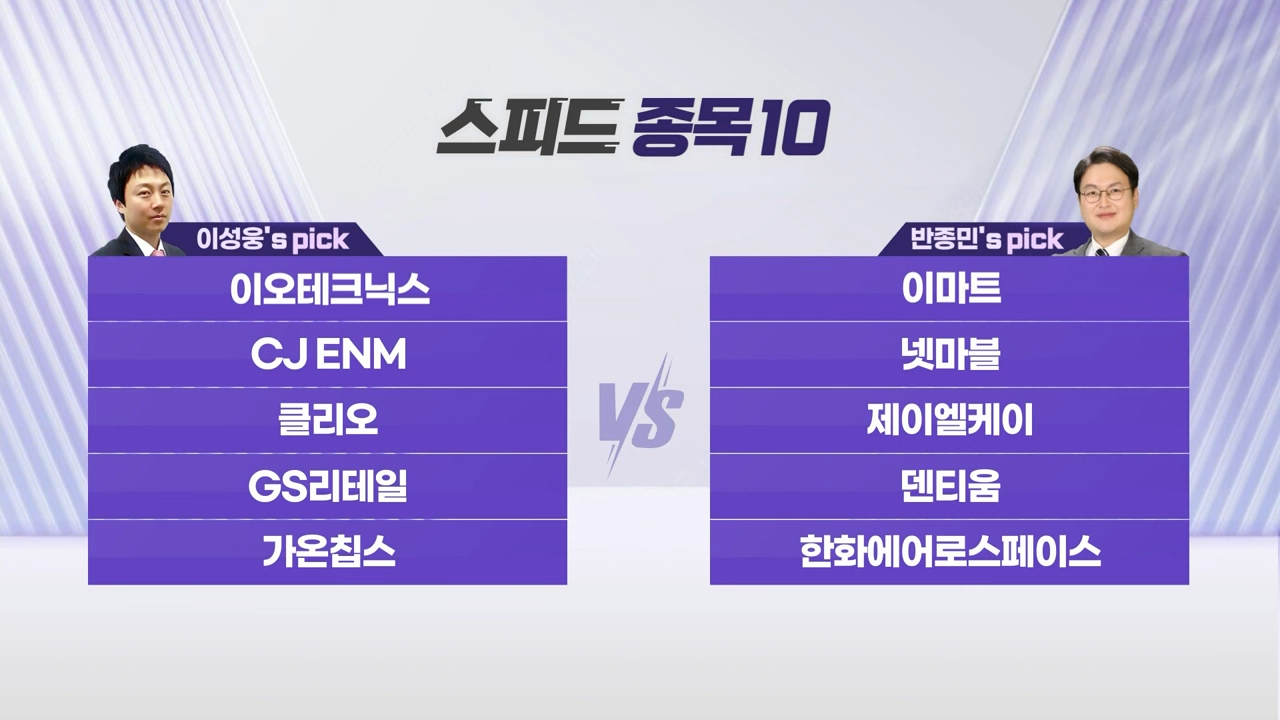 스피드 종목10
이성웅's pick
이오테크닉스
CJ ENM
클리오
GS리테일
가온칩스
VS
반종민's pick
이마트
넷마블
제이엘케이
덴티움
한화에어로스페이스